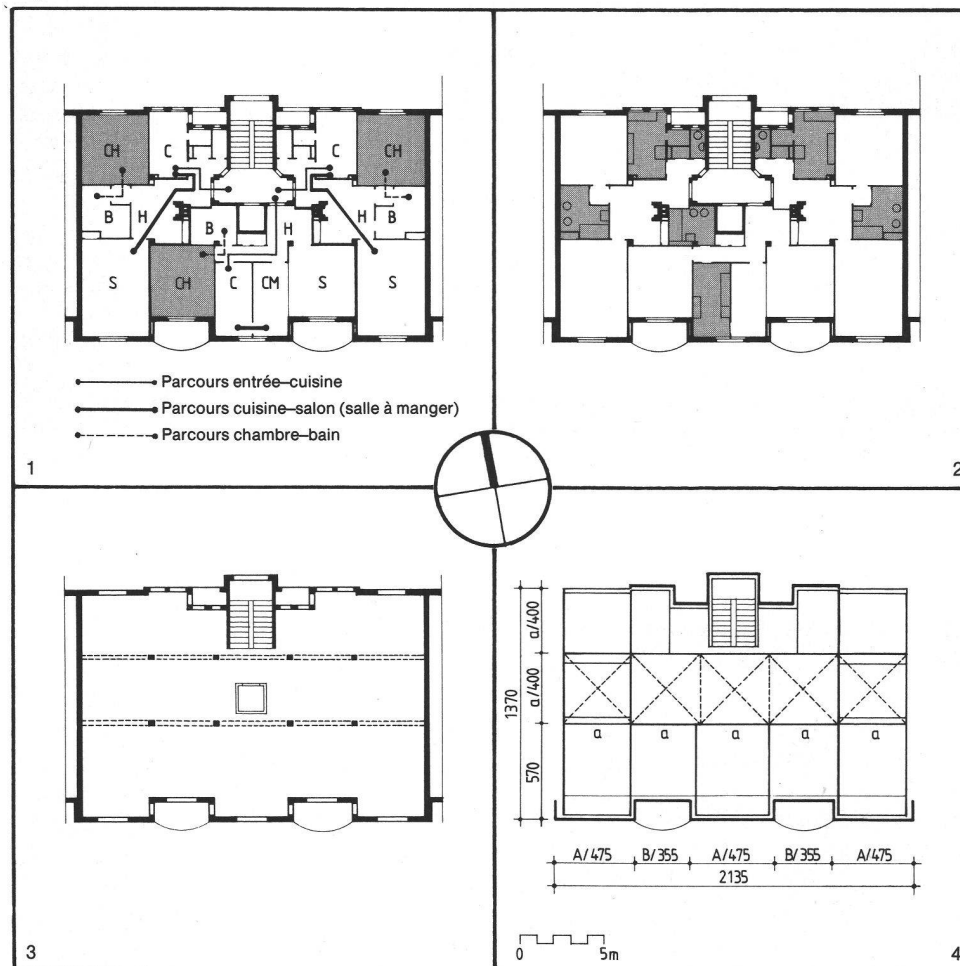 CH
C
C
CH
B
H
B
H
H
B
S
CH
C
CM
S
S
Parcours entrée–cuisine
Parcours cuisine–salon (salle à manger)
Parcours chambre–bain
1
2
3
a/400
a/400
570
1370
a a a a a
A/475 B/355 A/475 B/355 A/475
2135
0 5m
4